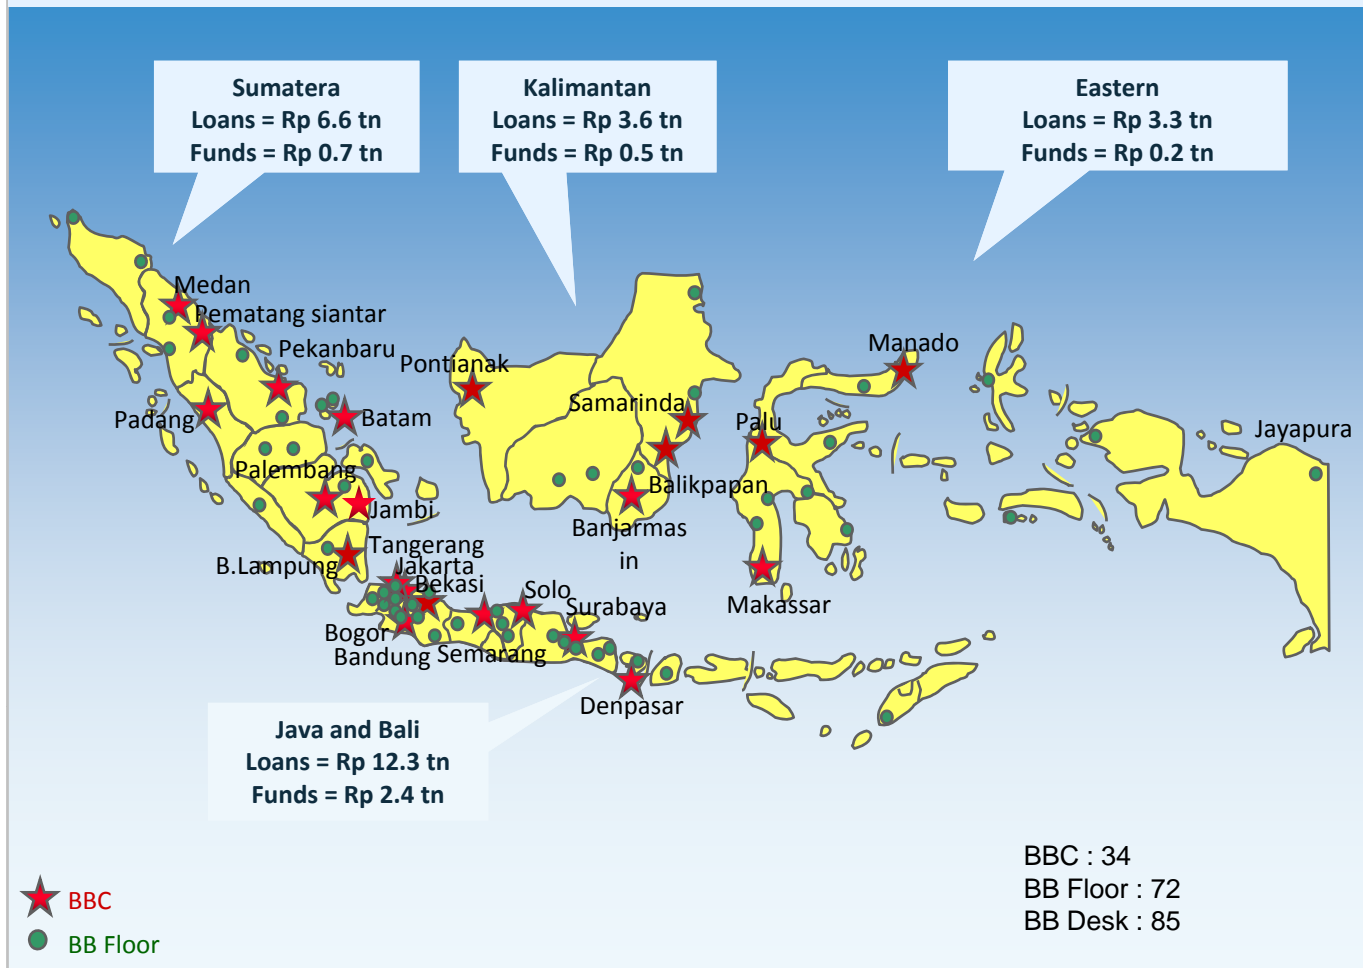 Sumatera
Loans = Rp 6.6 tn
Funds = Rp 0.7 tn
Kalimantan
Loans = Rp 3.6 tn
Funds = Rp 0.5 tn
Eastern
Loans = Rp 3.3 tn
Funds = Rp 0.2 tn
Medan
Pematang siantar
Pekanbaru
Padang
Batam
Palembang
Jambi
B.Lampung
Pontianak
Samarinda
Balikpapan
Banjarmas
in
Manado
Palu
Makassar
Jayapura
Tangerang
Jakarta
Bekasi
Bogor
Bandung
Semarang
Solo
Surabaya
Denpasar
Java and Bali
Loans = Rp 12.3 tn
Funds = Rp 2.4 tn
BBC : 34
BB Floor : 72
BB Desk : 85
BBC
BB Floor